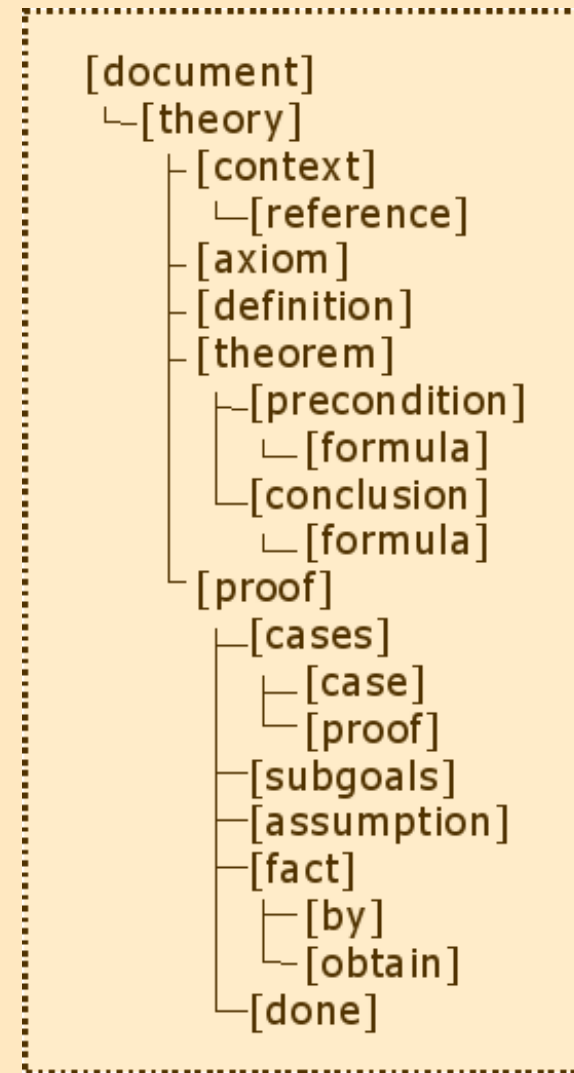 [document]
[theory]
[context]
[reference]
[axiom]
[definition]
[theorem]
[precondition]
[formula]
[conclusion]
[formula]
[proof]
[cases]
[case]
[proof]
[subgoals]
[assumption]
[fact]
[by]
[obtain]
[done]